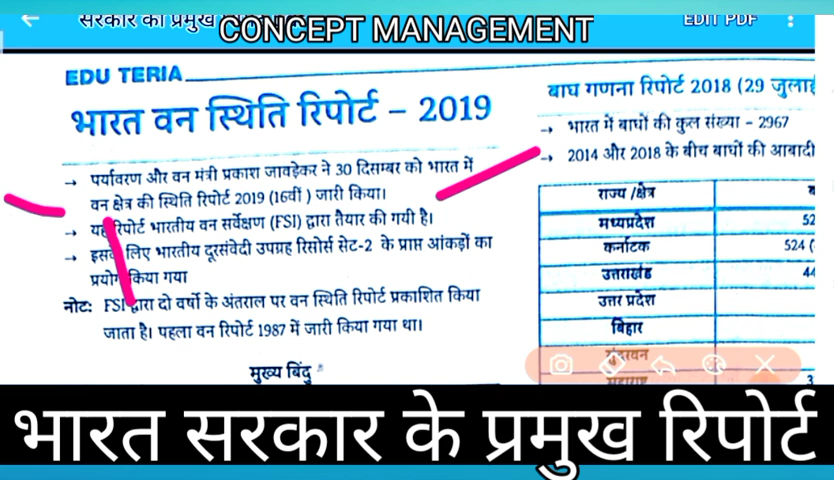 सरकार की प्रमुख
CONCEPT MANAGEMENT
EDIT PDF
EDU TERIA
भारत वन स्थिति रिपोर्ट – 2019
→ पर्यावरण और वन मंत्री प्रकाश जावड़ेकर ने 30 दिसम्बर को भारत में
वन क्षेत्र की स्थिति रिपोर्ट 2019 (16वीं ) जारी किया।
→ यह रिपोर्ट भारतीय वन सर्वेक्षण (FSI) द्वारा तैयार की गयी है।
→ इसके लिए भारतीय दूरसंवेदी उपग्रह रिसोर्स सेट-2 के प्राप्त आंकड़ों का
प्रयोग किया गया
नोट: FSI द्वारा दो वर्षों के अंतराल पर वन स्थिति रिपोर्ट प्रकाशित किया
जाता है। पहला वन रिपोर्ट 1987 में जारी किया गया था।
मुख्य बिंदु
बाघ गणना रिपोर्ट 2018 (29
→ भारत में बाघों की कुल संख्या – 2967
→ 2014 और 2018 के बीच बाघों की आबादी
राज्य /क्षेत्र
मध्यप्रदेश 52
कर्नाटक 524 (
उत्तराखंड 44
उत्तर प्रदेश
बिहार
सुंदरवन
भारत सरकार के प्रमुख रिपोर्ट